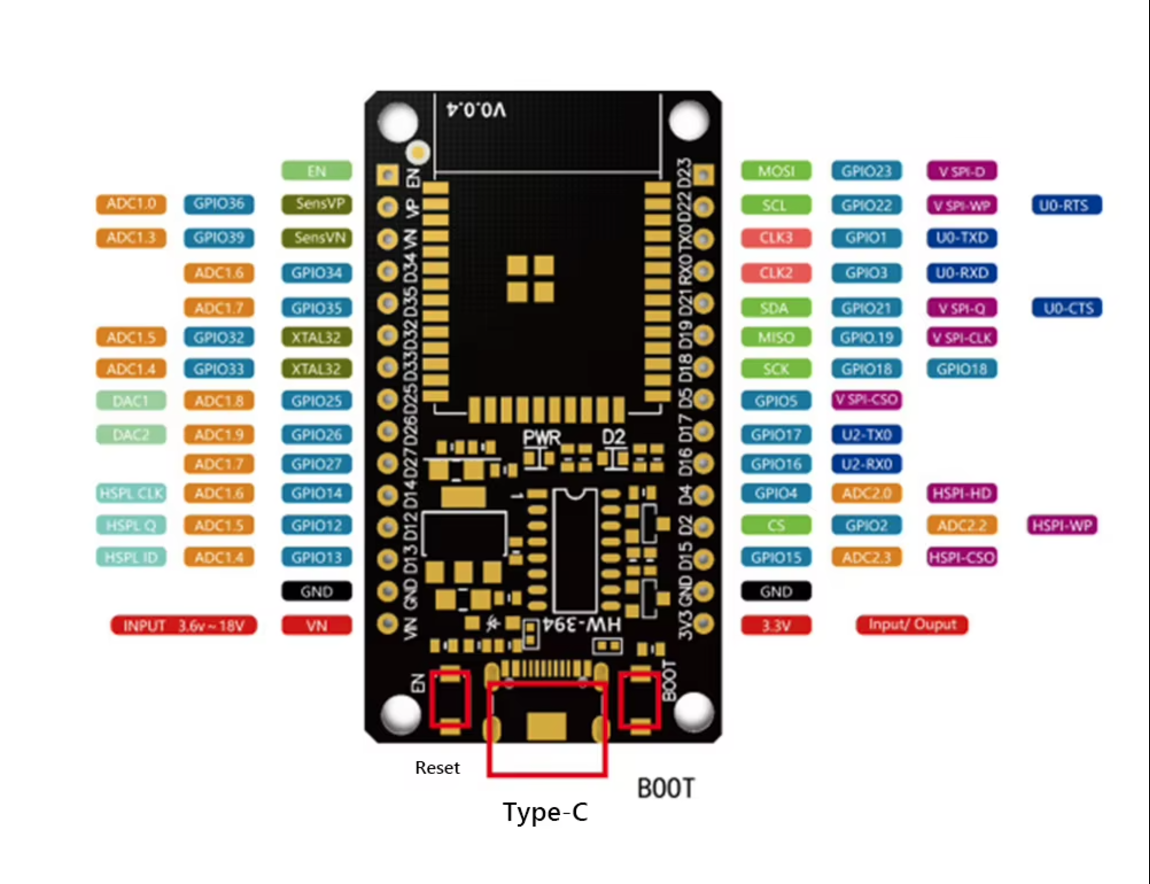 V0.0.4
EN EN D23 MOSI GPIO23 V SPI-D
ADC1.0 GPIO36 SensVP VP D22 SCL GPIO22 V SPI-WP U0-RTS
ADC1.3 GPIO39 SensVN VN TX0 CLK3 GPIO1 U0-TXD
ADC1.6 GPIO34 D34 RX0 CLK2 GPIO3 U0-RXD
ADC1.7 GPIO35 D35 D21 SDA GPIO21 V SPI-Q U0-CTS
ADC1.5 GPIO32 XTAL32 D32 D19 MISO GPIO.19 V SPI-CLK
ADC1.4 GPIO33 XTAL32 D33 D18 SCK GPIO18 GPIO18
DAC1 ADC1.8 GPIO25 D25 D5 GPIO5 V SPI-CSO
DAC2 ADC1.9 GPIO26 D26 D17 GPIO17 U2-TX0
PWR D2
ADC1.7 GPIO27 D27 D16 GPIO16 U2-RX0
HSPL CLK ADC1.6 GPIO14 D14 1 D4 GPIO4 ADC2.0 HSPI-HD
HSPL Q ADC1.5 GPIO12 D12 D2 CS GPIO2 ADC2.2 HSPI-WP
HSPL ID ADC1.4 GPIO13 D13 D15 GPIO15 ADC2.3 HSPI-CSO
GND GND GND GND
INPUT 3.6v~18V VN VIN HW-394 3V3 3.3V Input/ Ouput
EN BOOT
Reset
BOOT
Type-C